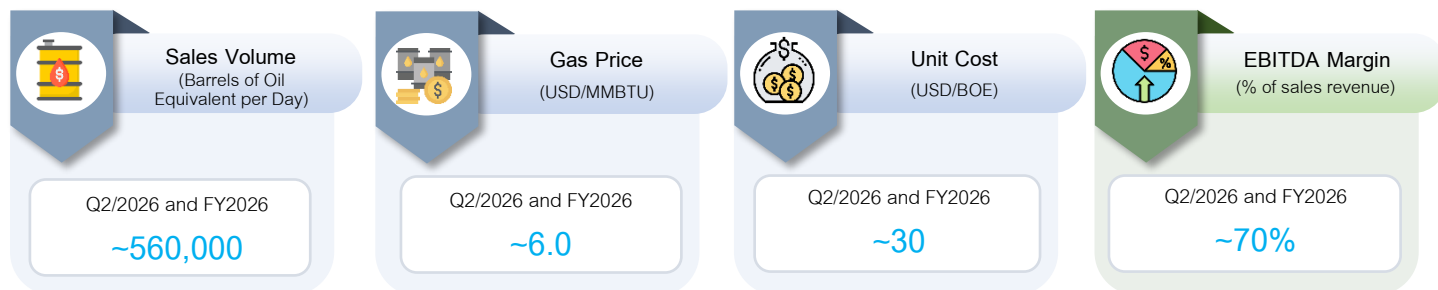 Sales Volume
(Barrels of Oil
Equivalent per Day)
Q2/2026 and FY2026
~560,000
Gas Price
(USD/MMBTU)
Q2/2026 and FY2026
~6.0
Unit Cost
(USD/BOE)
Q2/2026 and FY2026
~30
EBITDA Margin
(% of sales revenue)
Q2/2026 and FY2026
~70%